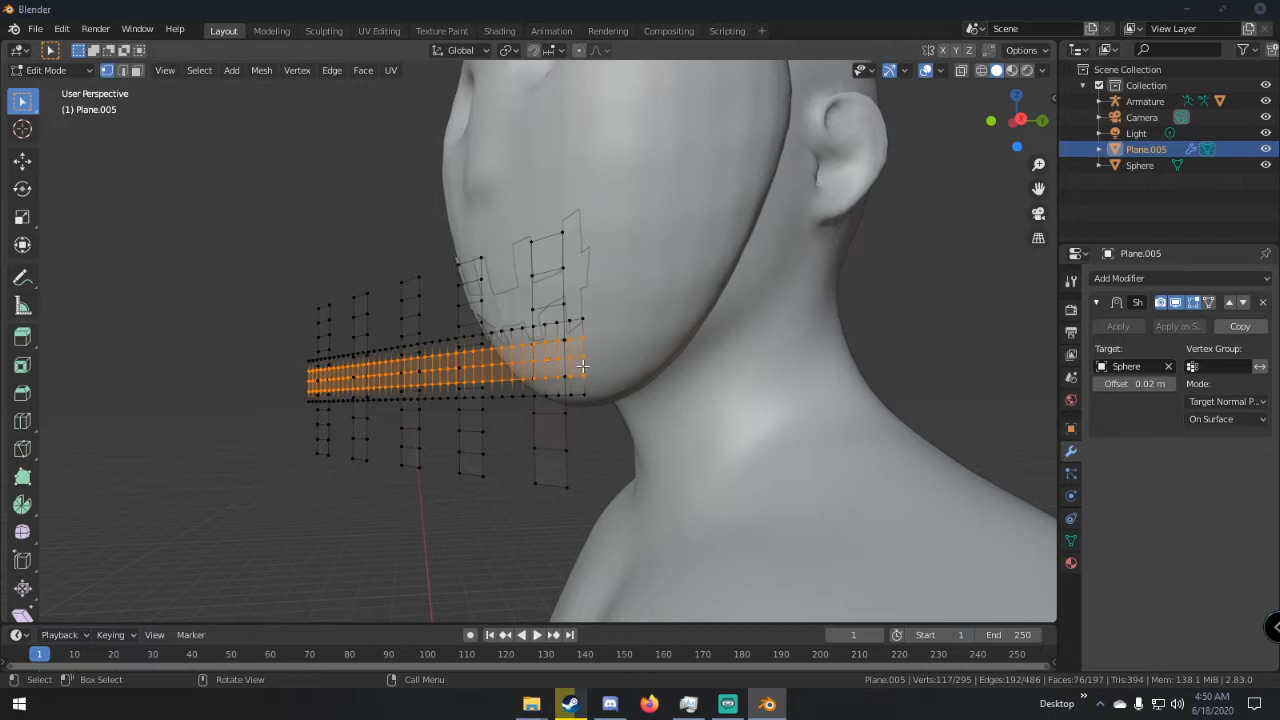 Blender
File Edit Render Window Help Layout Modeling Sculpting UV Editing Texture Paint Shading Animation Rendering Compositing Scripting + Scene View Layer
Global X Y Z Options
Edit Mode View Select Add Mesh Vertex Edge Face UV
User Perspective
(1) Plane.005
Z
X
Y
Scene Collection
Collection
Armature
Camera
Light
Plane.005
Sphere
Plane.005
Add Modifier
Sh
Apply Apply as S... Copy
Target: Vertex Group:
Sphere
Mode:
Offset 0.02 m
Target Normal P...
On Surface
Playback Keying View Marker 1 Start 1 End 250
1 10 20 30 40 50 60 70 80 90 100 110 120 130 140 150 160 170 180 190 200 210 220 230 240 250
Select Box Select Rotate View Call Menu Plane.005 | Verts:117/295 | Edges:192/486 | Faces:76/197 | Tris:394 | Mem: 138.1 MiB | 2.83.0
Desktop 4:50 AM
6/18/2020